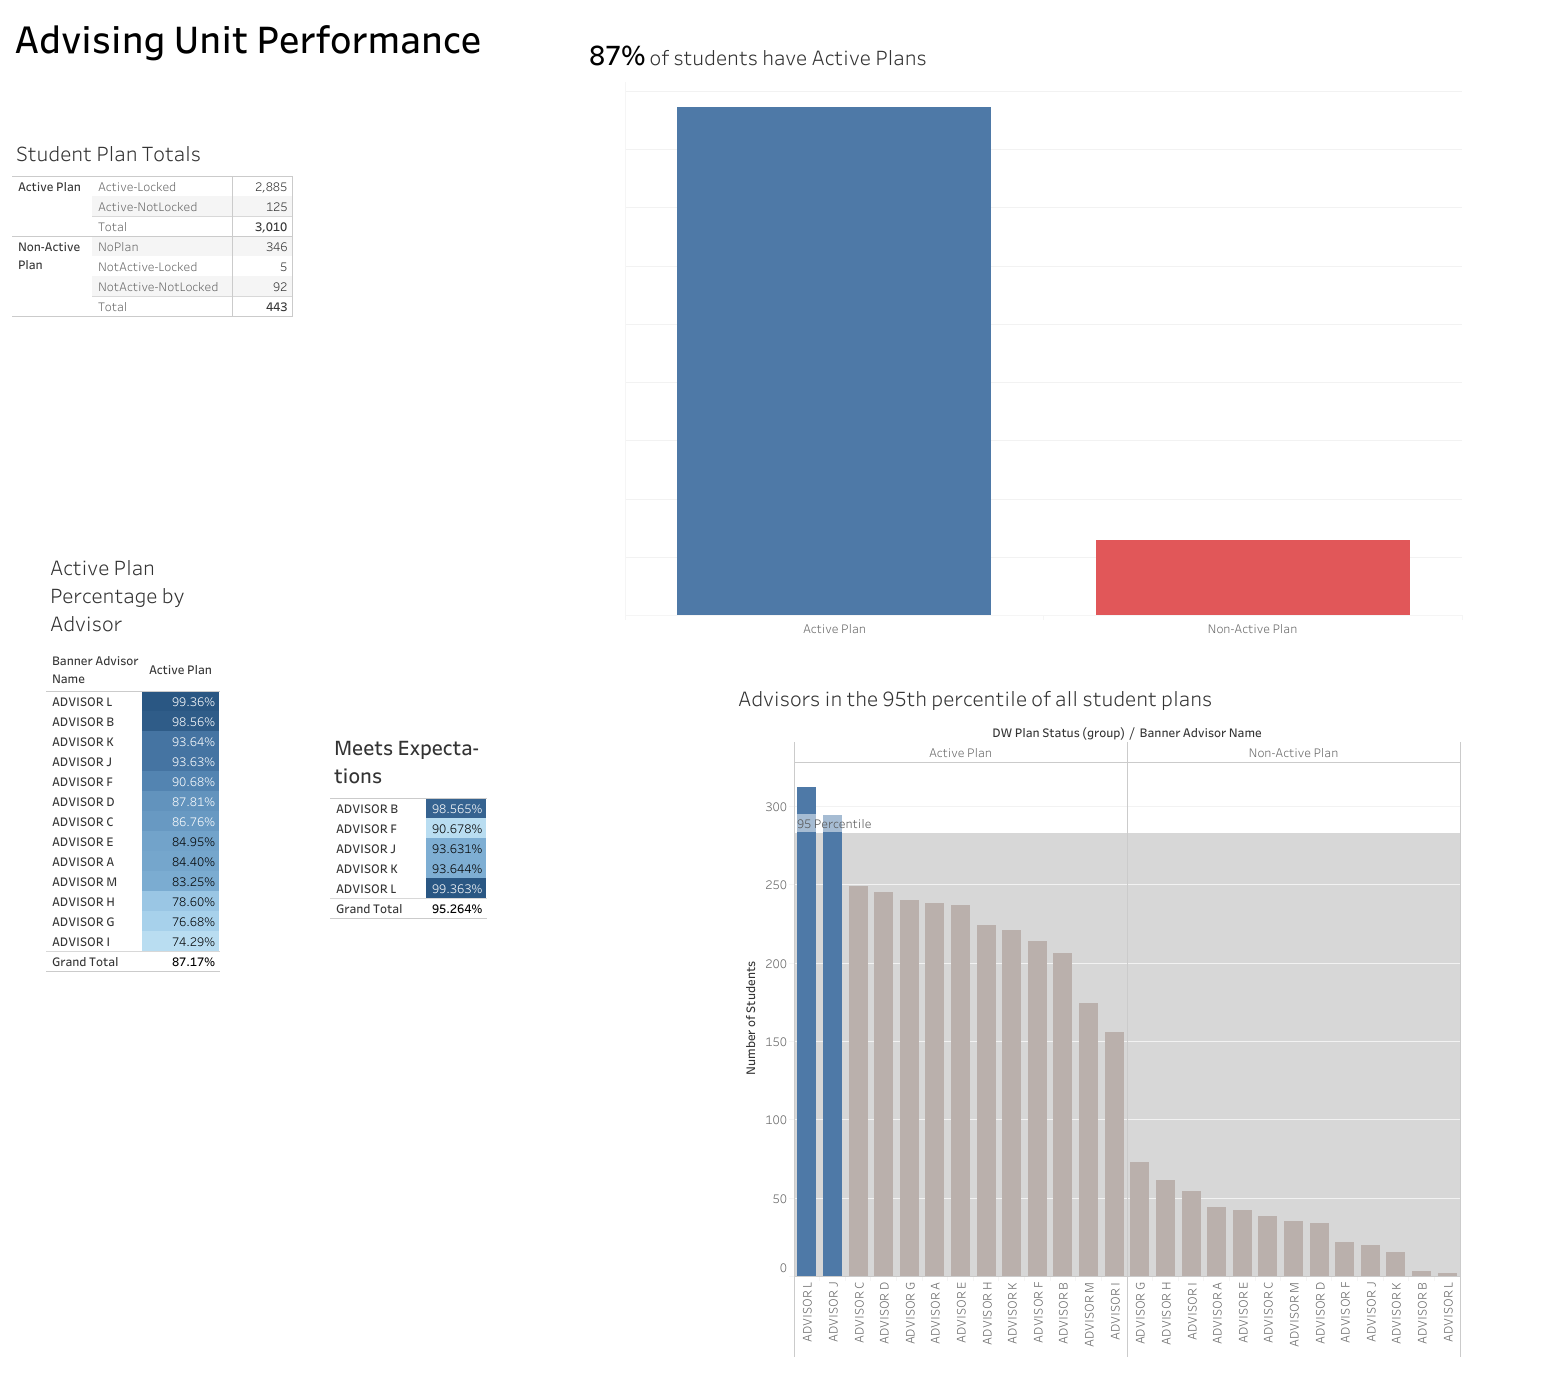 Advising Unit Performance
87% of students have Active Plans
Student Plan Totals
Active Plan Active-Locked 2,885
Active-NotLocked 125
Total 3,010
Non-Active NoPlan 346
Plan NotActive-Locked 5
NotActive-NotLocked 92
Total 443
Active Plan Non-Active Plan
Active Plan
Percentage by
Advisor
Banner Advisor
Name Active Plan
ADVISOR L 99.36%
ADVISOR B 98.56%
ADVISOR K 93.64%
ADVISOR J 93.63%
ADVISOR F 90.68%
ADVISOR D 87.81%
ADVISOR C 86.76%
ADVISOR E 84.95%
ADVISOR A 84.40%
ADVISOR M 83.25%
ADVISOR H 78.60%
ADVISOR G 76.68%
ADVISOR I 74.29%
Grand Total 87.17%
Meets Expecta-
tions
ADVISOR B 98.565%
ADVISOR F 90.678%
ADVISOR J 93.631%
ADVISOR K 93.644%
ADVISOR L 99.363%
Grand Total 95.264%
Advisors in the 95th percentile of all student plans
DW Plan Status (group) / Banner Advisor Name
Active Plan Non-Active Plan
Number of Students
300
95 Percentile
250
200
150
100
50
0
ADVISOR L
ADVISOR J
ADVISOR C
ADVISOR D
ADVISOR G
ADVISOR A
ADVISOR E
ADVISOR H
ADVISOR K
ADVISOR F
ADVISOR B
ADVISOR M
ADVISOR I
ADVISOR G
ADVISOR H
ADVISOR I
ADVISOR A
ADVISOR E
ADVISOR C
ADVISOR M
ADVISOR D
ADVISOR F
ADVISOR J
ADVISOR K
ADVISOR B
ADVISOR L